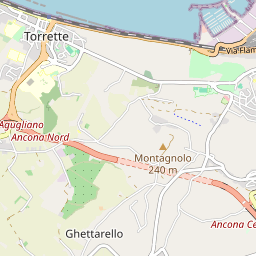 Torrette
Via Flam
Agugliano
Ancona Nord
Montagnolo
240 m
Ancona Ce
Ghettarello